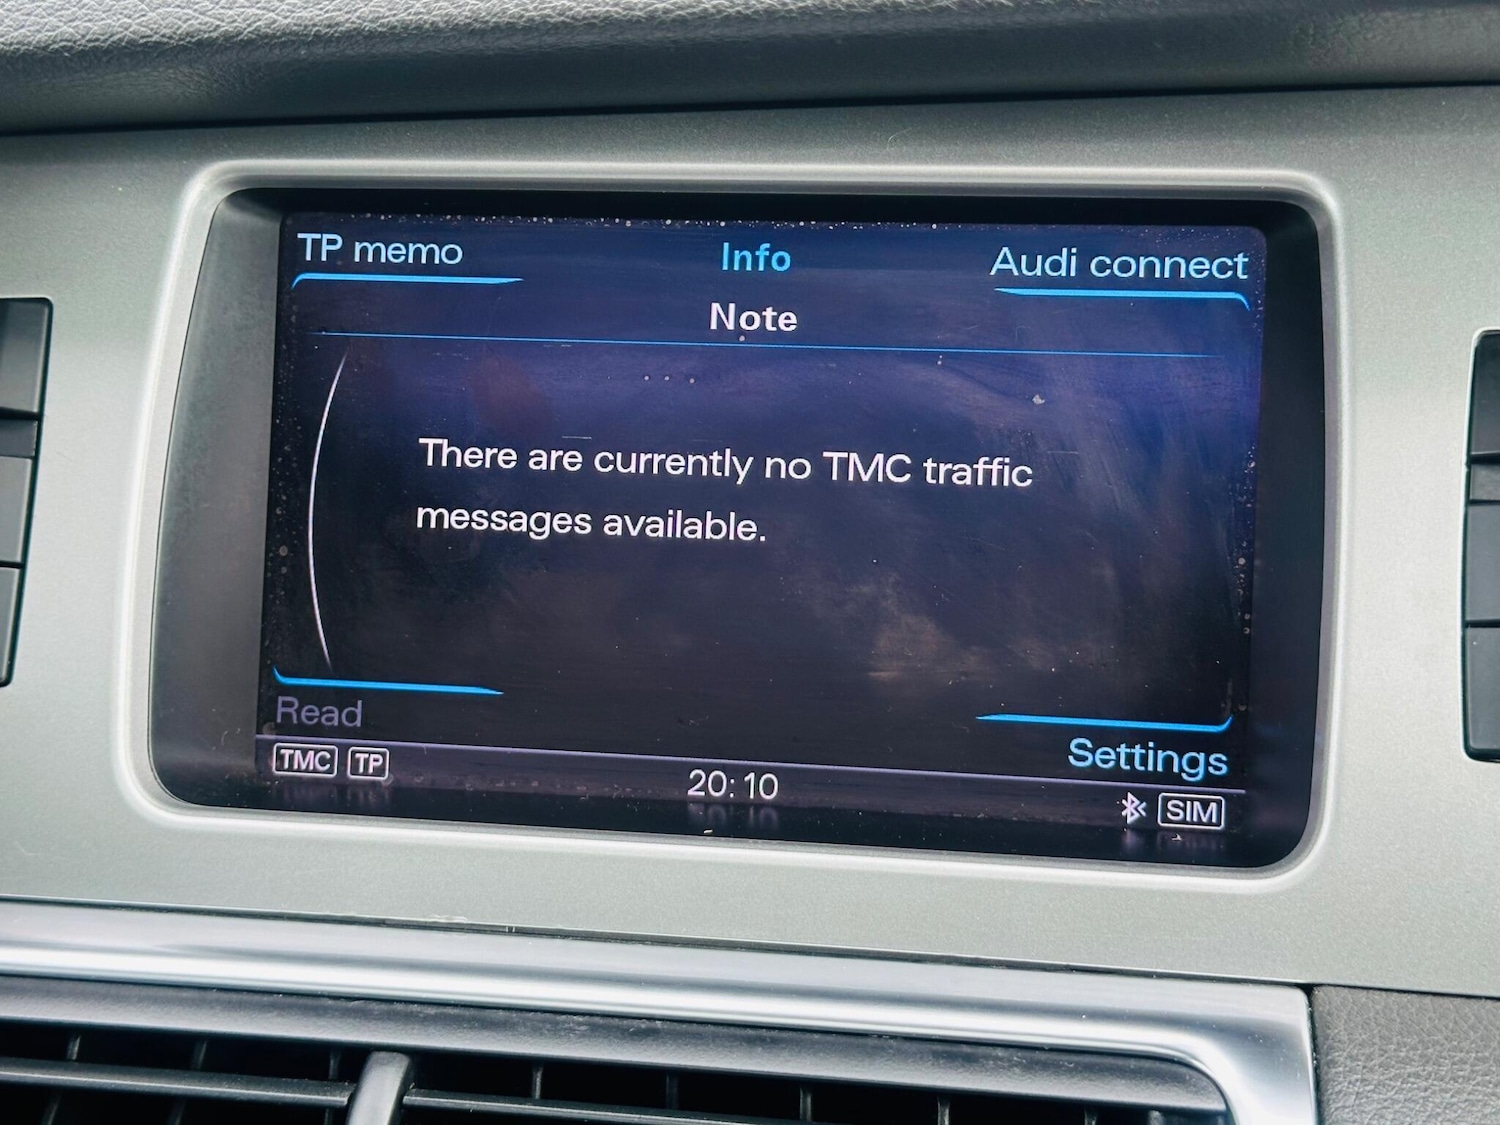 TP memo
Info
Audi connect
Note
There are currently no TMC traffic
messages available.
Read
Settings
TMC TP
20:10
SIM